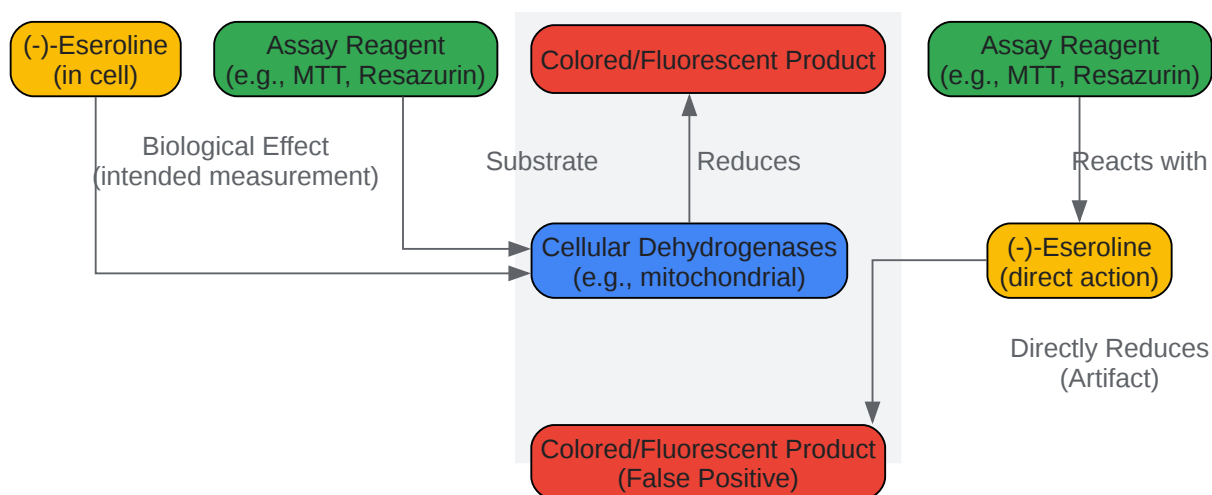 (-)-Eseroline
(in cell)
Assay Reagent
(e.g., MTT, Resazurin)
Colored/Fluorescent Product
Assay Reagent
(e.g., MTT, Resazurin)
Biological Effect
(intended measurement)
Substrate
Reduces
Reacts with
Cellular Dehydrogenases
(e.g., mitochondrial)
(-)-Eseroline
(direct action)
Directly Reduces
(Artifact)
Colored/Fluorescent Product
(False Positive)